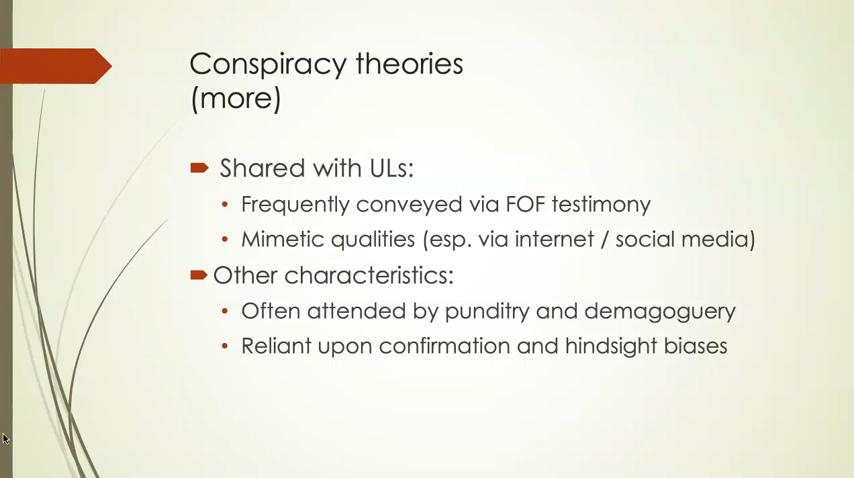 Conspiracy theories
(more)
Shared with ULs:
• Frequently conveyed via FOF testimony
• Mimetic qualities (esp. via internet / social media)
Other characteristics:
• Often attended by punditry and demagoguery
• Reliant upon confirmation and hindsight biases